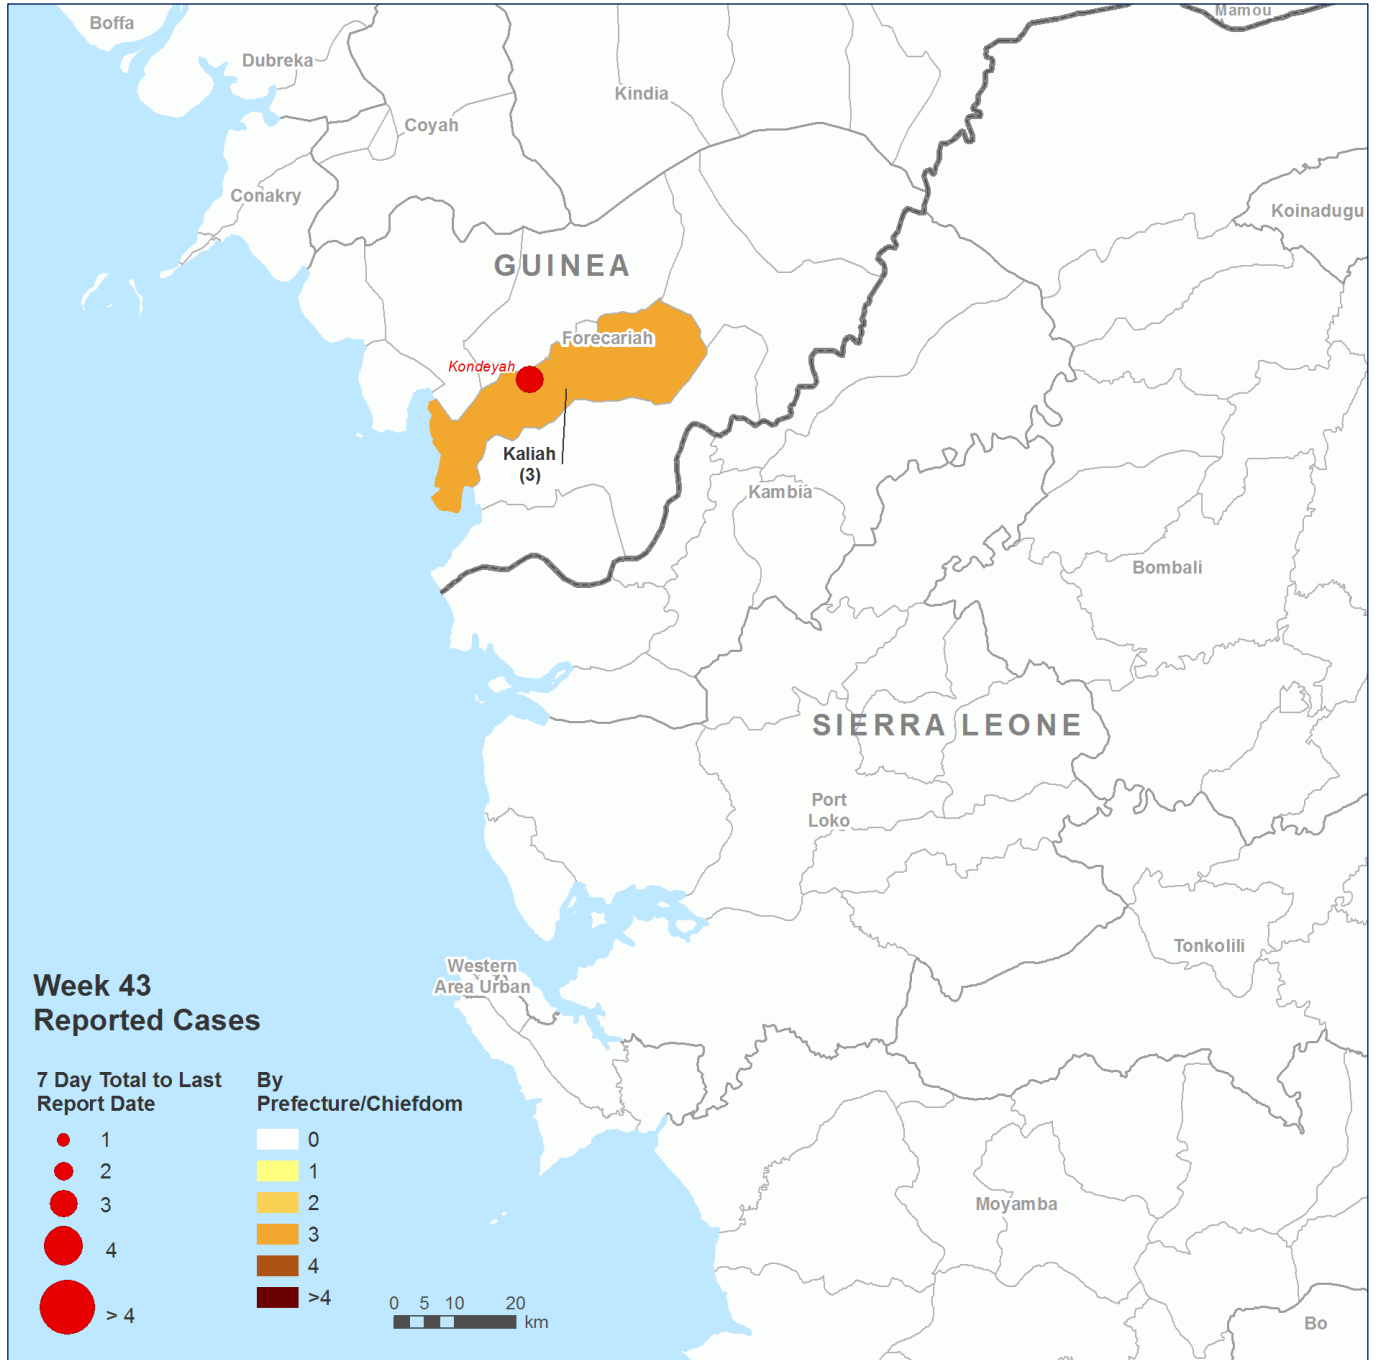 Boffa
Mamou
Dubreka
Kindia
Coyah
Conakry
Koinadugu
GUINEA
Forecariah
Kondeyah
Kaliah
(3)
Kambia
Bombali
SIERRA LEONE
Port
Loko
Tonkolili
Western
Area Urban
Moyamba
Bo
Week 43
Reported Cases
7 Day Total to Last
Report Date
1
2
3
4
> 4
By
Prefecture/Chiefdom
0
1
2
3
4
>4
0 5 10 20
km